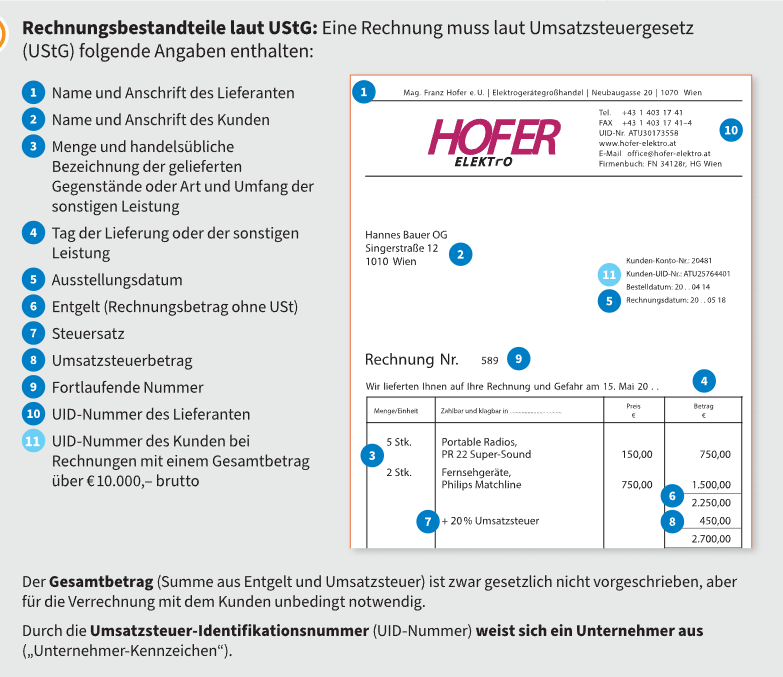 Rechnungsbestandteile laut UStG: Eine Rechnung muss laut Umsatzsteuergesetz
(UStG) folgende Angaben enthalten:
1 Name und Anschrift des Lieferanten
2 Name und Anschrift des Kunden
3 Menge und handelsübliche
Bezeichnung der gelieferten
Gegenstände oder Art und Umfang der
sonstigen Leistung
4 Tag der Lieferung oder der sonstigen
Leistung
5 Ausstellungsdatum
6 Entgelt (Rechnungsbetrag ohne USt)
7 Steuersatz
8 Umsatzsteuerbetrag
9 Fortlaufende Nummer
10 UID-Nummer des Lieferanten
11 UID-Nummer des Kunden bei
Rechnungen mit einem Gesamtbetrag
über € 10.000,– brutto
1 Mag. Franz Hofer e. U. | Elektrogerätegroßhandel | Neubaugasse 20 | 1070 Wien
HOFER
ELEKTrO
Tel. +43 1 403 17 41
FAX +43 1 403 17 41–4
UID-Nr. ATU30173558
www.hofer-elektro.at
E-Mail office@hofer-elektro.at
Firmenbuch: FN 34128r, HG Wien
10
Hannes Bauer OG
Singerstraße 12
1010 Wien
2
Kunden-Konto-Nr.: 20481
11 Kunden-UID-Nr.: ATU25764401
Bestelldatum: 20 . . 04 14
5 Rechnungsdatum: 20 . . 05 18
Rechnung Nr. 589 9
Wir lieferten Ihnen auf Ihre Rechnung und Gefahr am 15. Mai 20 . . 4
Menge/Einheit Zahlbar und klagbar in ........................ Preis € Betrag €
3
5 Stk. Portable Radios,
PR 22 Super-Sound 150,00 750,00
2 Stk. Fernsehgeräte,
Philips Matchline 750,00 1.500,00
6 2.250,00
7 + 20 % Umsatzsteuer 8 450,00
2.700,00
Der Gesamtbetrag (Summe aus Entgelt und Umsatzsteuer) ist zwar gesetzlich nicht vorgeschrieben, aber
für die Verrechnung mit dem Kunden unbedingt notwendig.
Durch die Umsatzsteuer-Identifikationsnummer (UID-Nummer) weist sich ein Unternehmer aus
(„Unternehmer-Kennzeichen“).